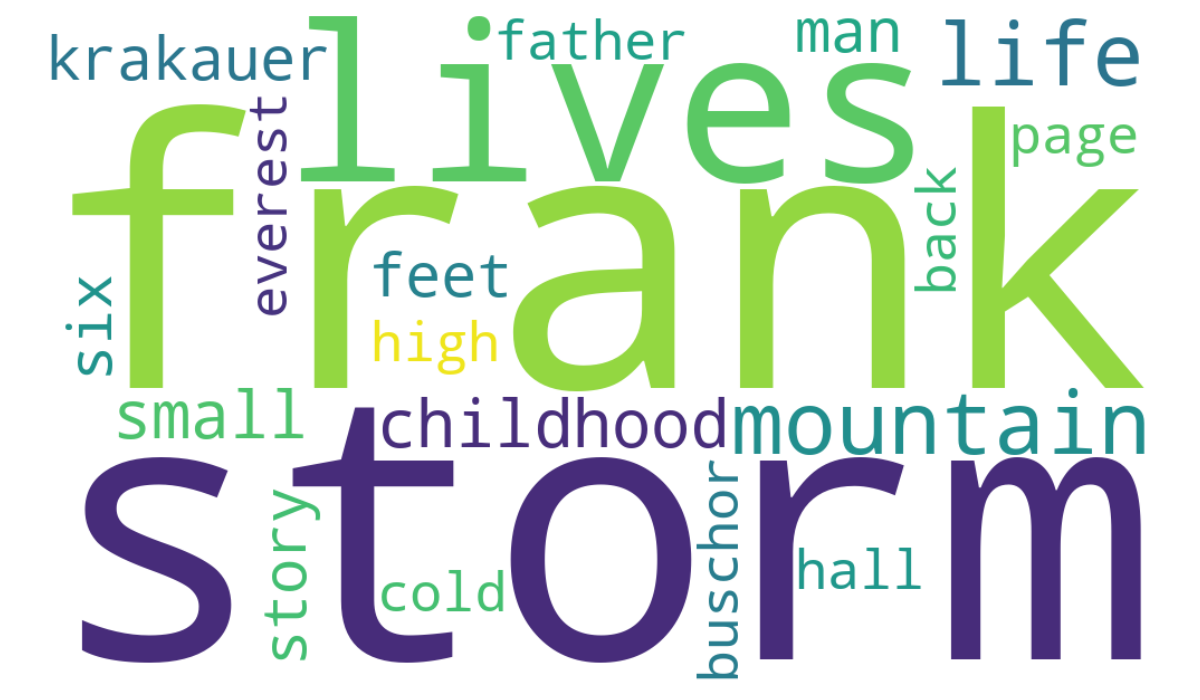 krakauer
lives
father
man
life
frank
everest
page
back
six
feet
high
small
childhood
mountain
storm
story
cold
buschor
hall